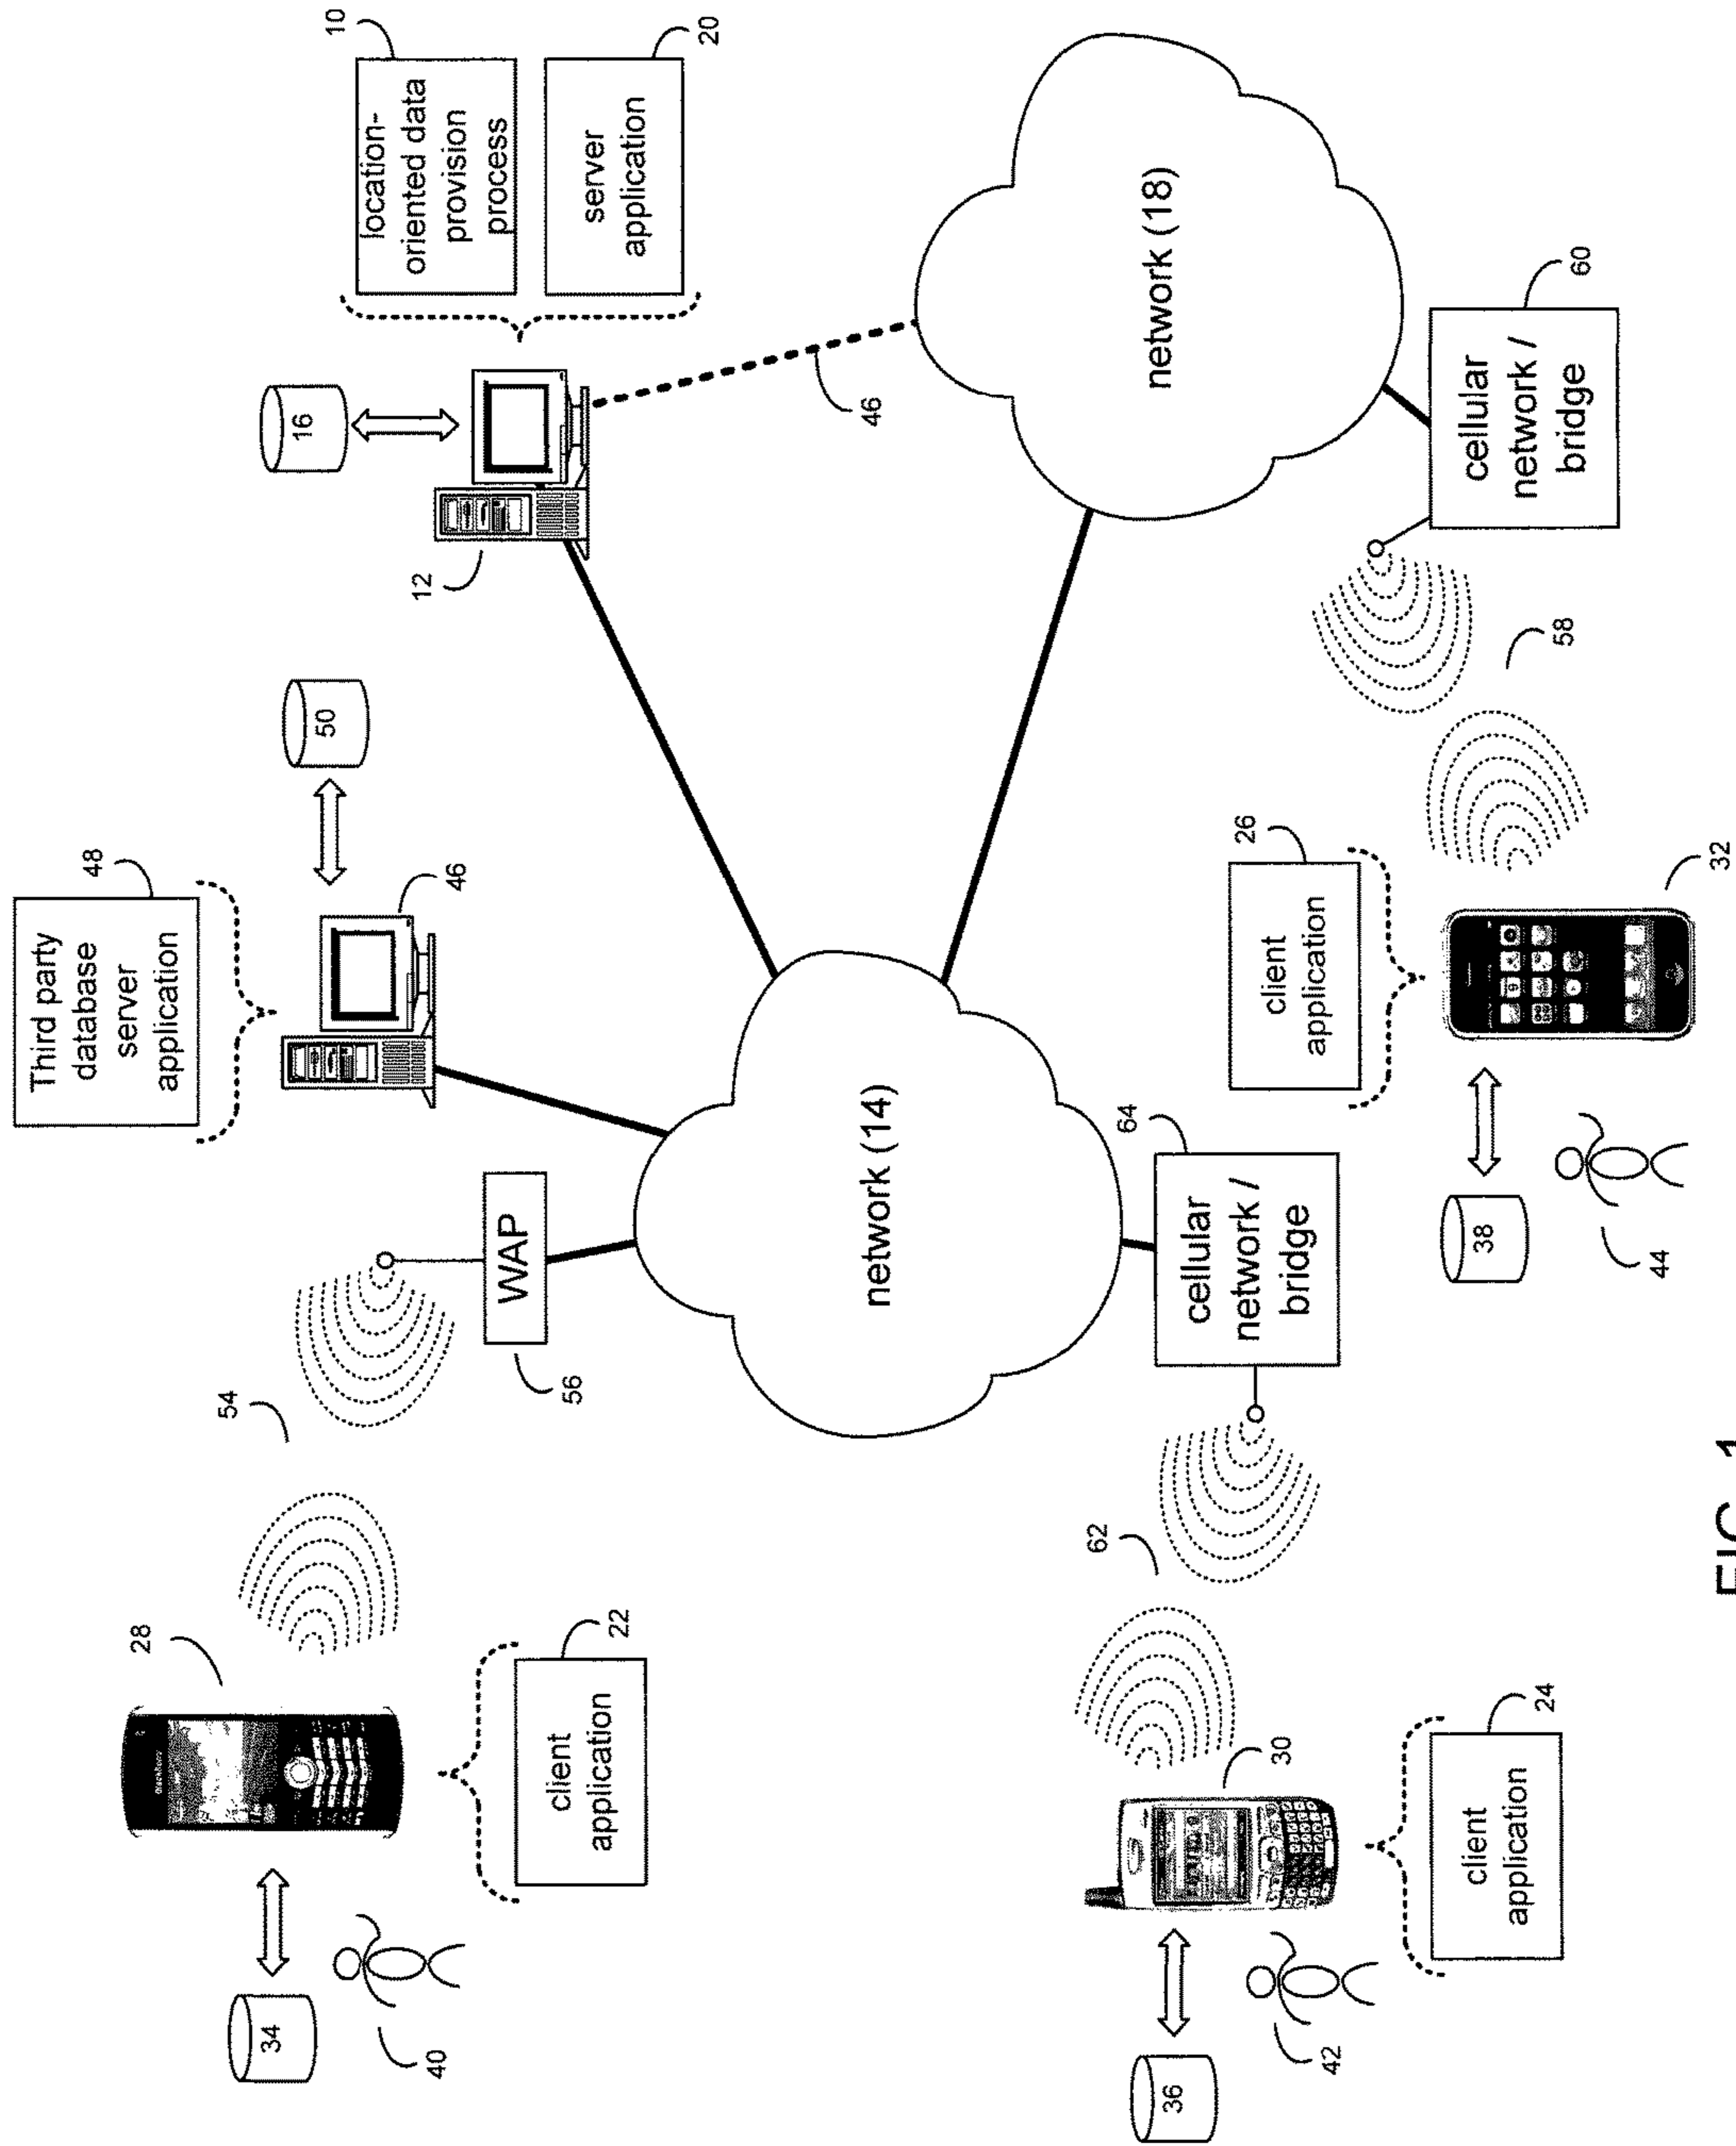 Third party
database
server
application
48
50
46
16
12
location-
oriented data
provision
process
10
server
application
20
46
28
34
40
client
application
22
54
WAP
56
network (14)
network (18)
62
cellular
network /
bridge
64
36
42
30
client
application
24
client
application
26
38
44
32
58
cellular
network /
bridge
60
FIG. 1